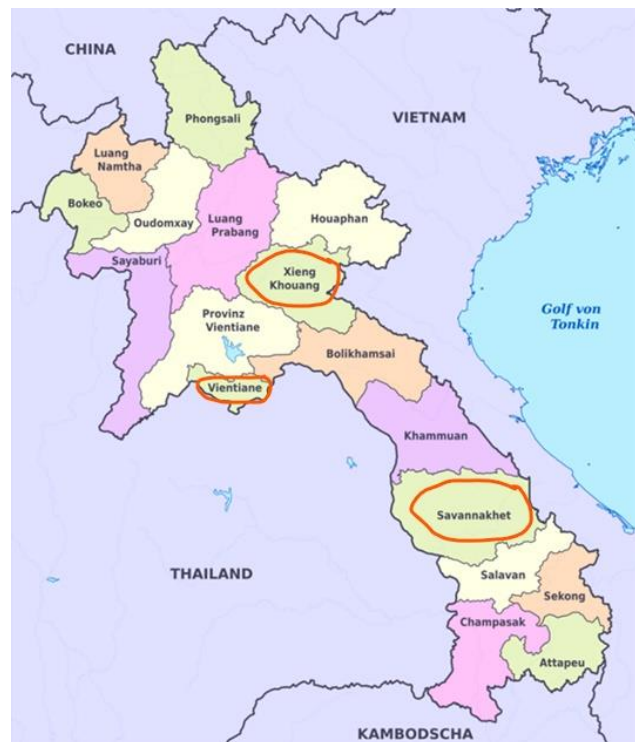 CHINA
VIETNAM
Phongsali
Luang
Namtha
Bokeo
Oudomxay
Luang
Prabang
Houaphan
Sayaburi
Xieng
Khouang
Provinz
Vientiane
Golf von
Tonkin
Bolikhamsai
Vientiane
Khammuan
Savannakhet
THAILAND
Salavan
Sekong
Champasak
Attapeu
KAMBODSCHA